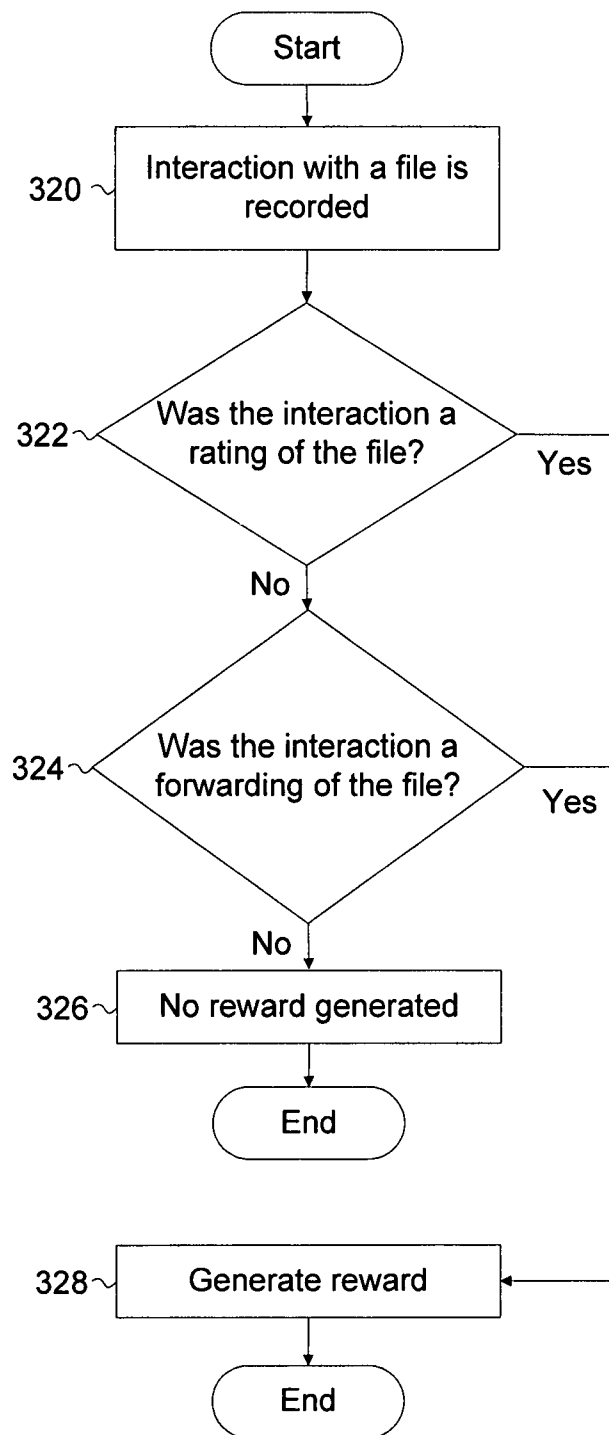 Start
320
Interaction with a file is
recorded
322
Was the interaction a
rating of the file?
Yes
No
324
Was the interaction a
forwarding of the file?
Yes
No
326
No reward generated
End
328
Generate reward
End